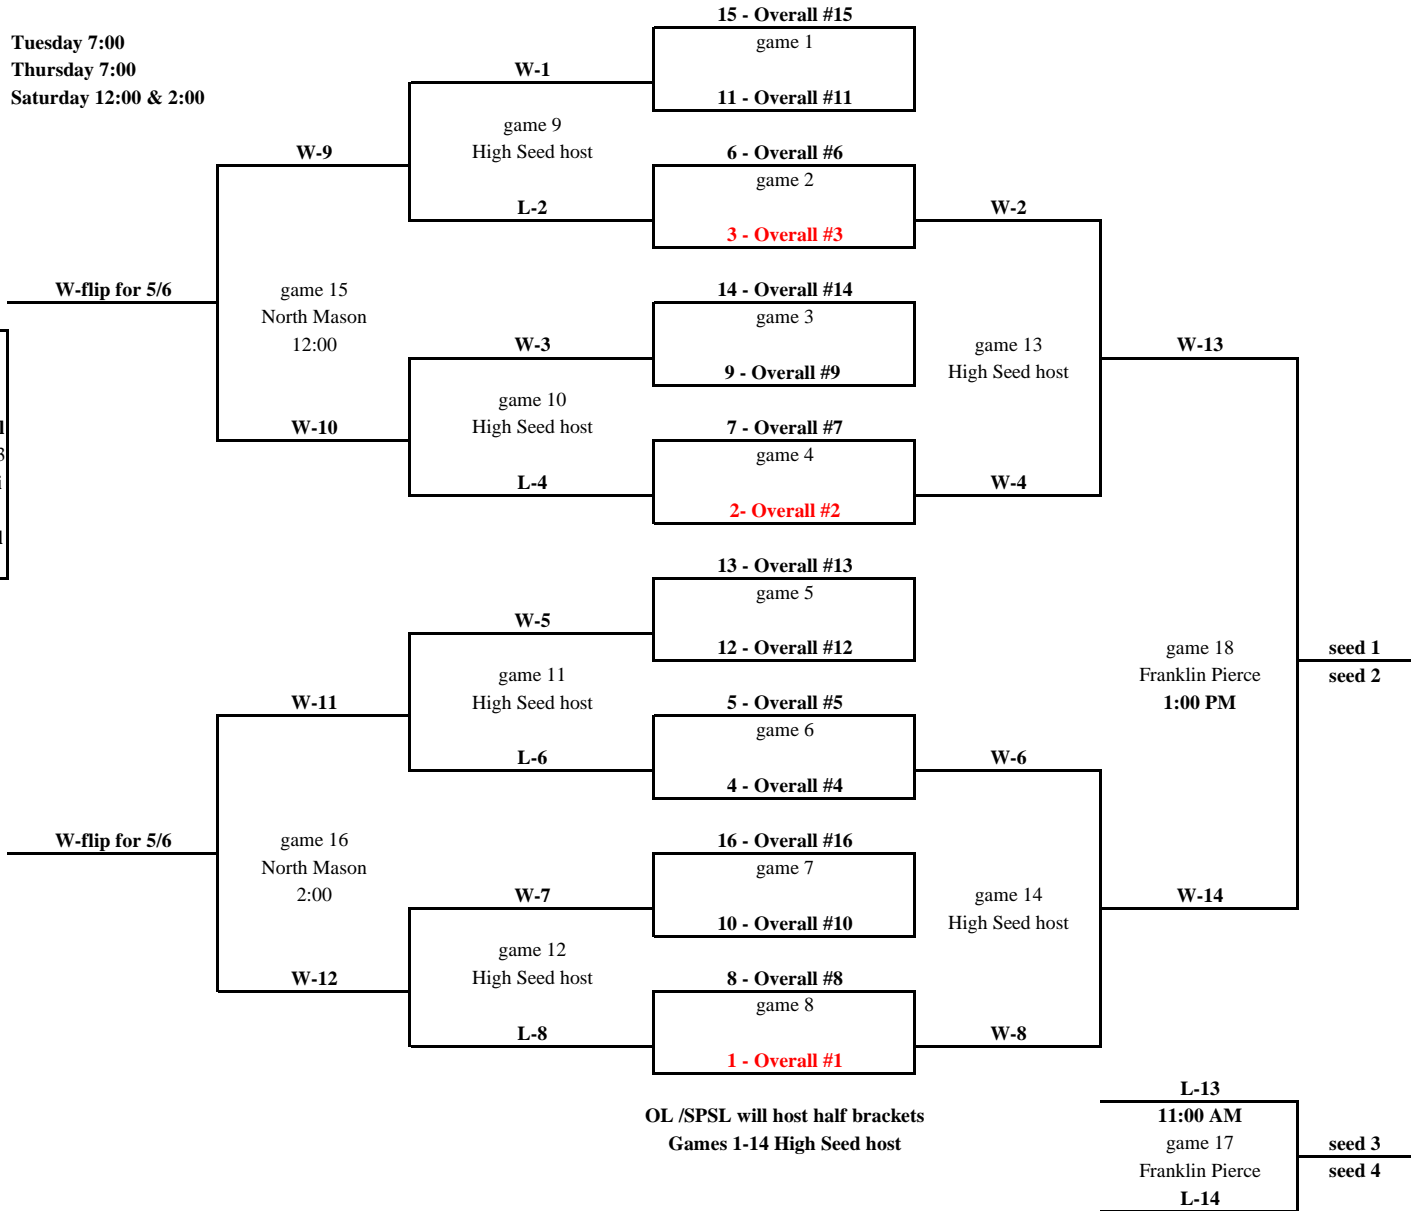 15 - Overall #15
Tuesday 7:00
game 1
Thursday 7:00
W-1
Saturday 12:00 & 2:00
11 - Overall #11
game 9
W-9
High Seed host
6 - Overall #6
game 2
L-2
W-2
3 - Overall #3
W-flip for 5/6
game 15
14 - Overall #14
North Mason
game 3
12:00
W-3
game 13
W-13
9 - Overall #9
High Seed host
game 10
W-10
High Seed host
7 - Overall #7
game 4
L-4
W-4
2- Overall #2
13 - Overall #13
game 5
W-5
12 - Overall #12
game 18
seed 1
game 11
Franklin Pierce
seed 2
W-11
High Seed host
5 - Overall #5
1:00 PM
game 6
L-6
W-6
4 - Overall #4
W-flip for 5/6
game 16
16 - Overall #16
North Mason
game 7
2:00
W-7
game 14
W-14
10 - Overall #10
High Seed host
game 12
W-12
High Seed host
8 - Overall #8
game 8
L-8
W-8
1 - Overall #1
L-13
OL /SPSL will host half brackets
11:00 AM
Games 1-14 High Seed host
game 17
seed 3
Franklin Pierce
seed 4
L-14